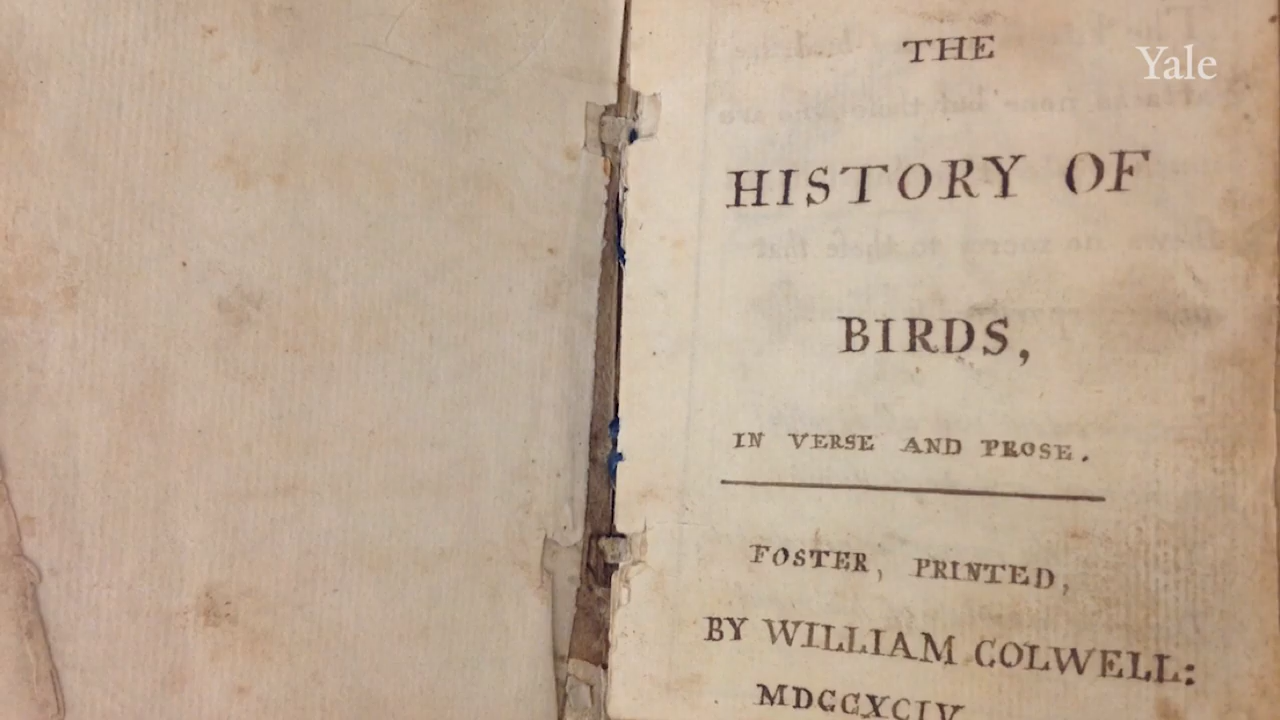 THE
Yale
HISTORY OF
BIRDS,
IN VERSE AND PROSE.
FOSTER, PRINTED,
BY WILLIAM COLWELL:
MDCCXCIV